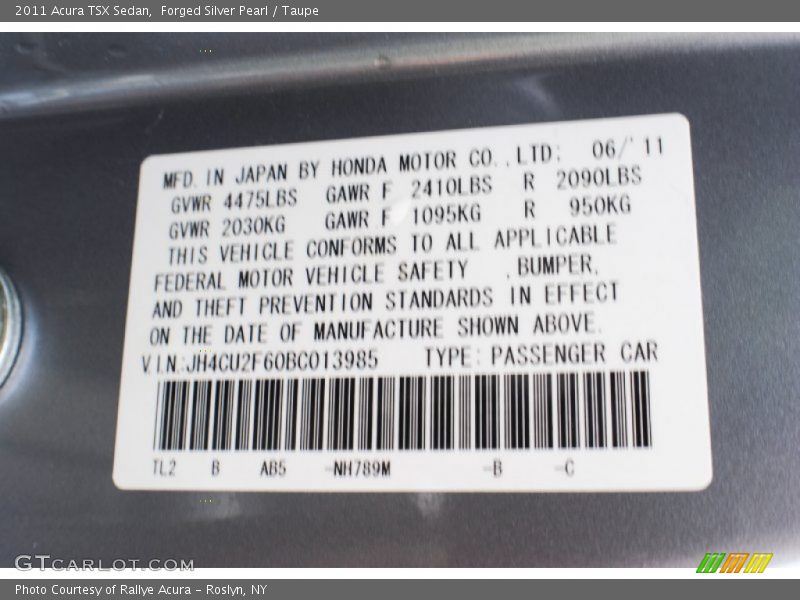 2011 Acura TSX Sedan,  Forged Silver Pearl / Taupe
MFD. IN JAPAN BY HONDA MOTOR CO., LTD: 06/'11
GVWR 4475LBS GAWR F 2410LBS R 2090LBS
GVWR 2030KG GAWR F 1095KG R 950KG
THIS VEHICLE CONFORMS TO ALL APPLICABLE
FEDERAL MOTOR VEHICLE SAFETY ,BUMPER,
AND THEFT PREVENTION STANDARDS IN EFFECT
ON THE DATE OF MANUFACTURE SHOWN ABOVE.
V.I.N.:JH4CU2F60BC013985 TYPE: PASSENGER CAR
TL2 B AB5 -NH789M -B -C
GTCARLOT.COM
Photo Courtesy of Rallye Acura - Roslyn, NY